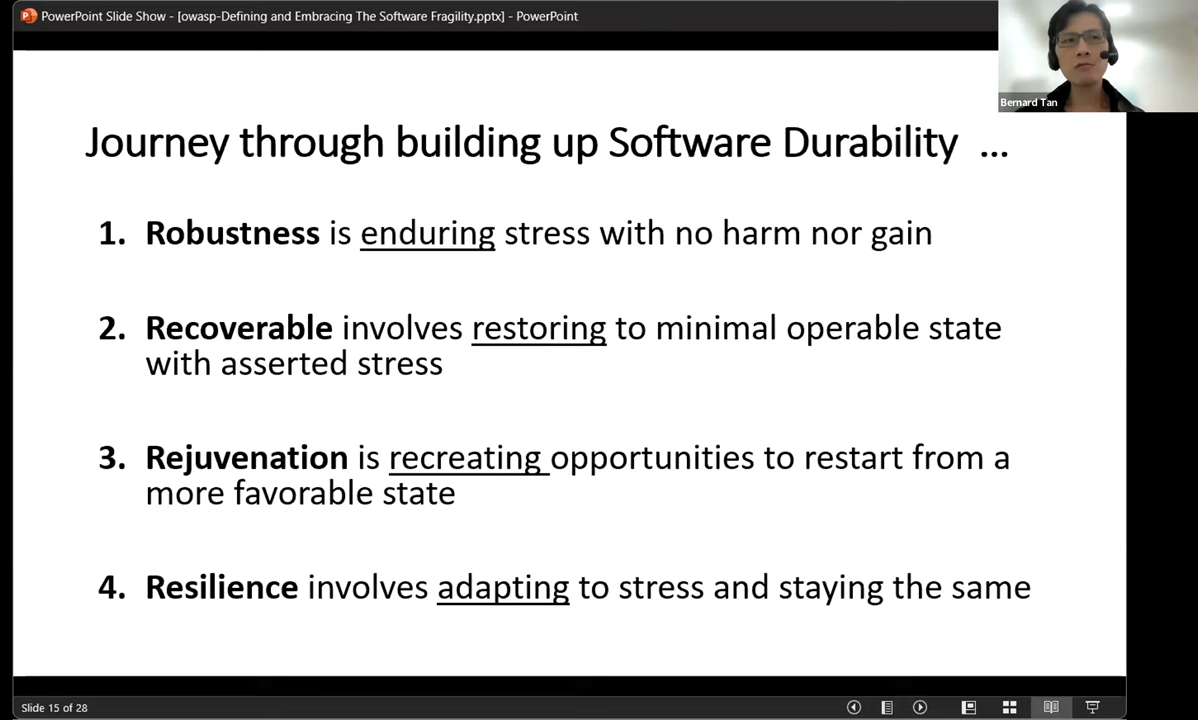 PowerPoint Slide Show - [owasp-Defining and Embracing The Software Fragility.pptx] - PowerPoint
Bernard Tan
Journey through building up Software Durability ...
1. Robustness is enduring stress with no harm nor gain
2. Recoverable involves restoring to minimal operable state
with asserted stress
3. Rejuvenation is recreating opportunities to restart from a
more favorable state
4. Resilience involves adapting to stress and staying the same
Slide 15 of 28